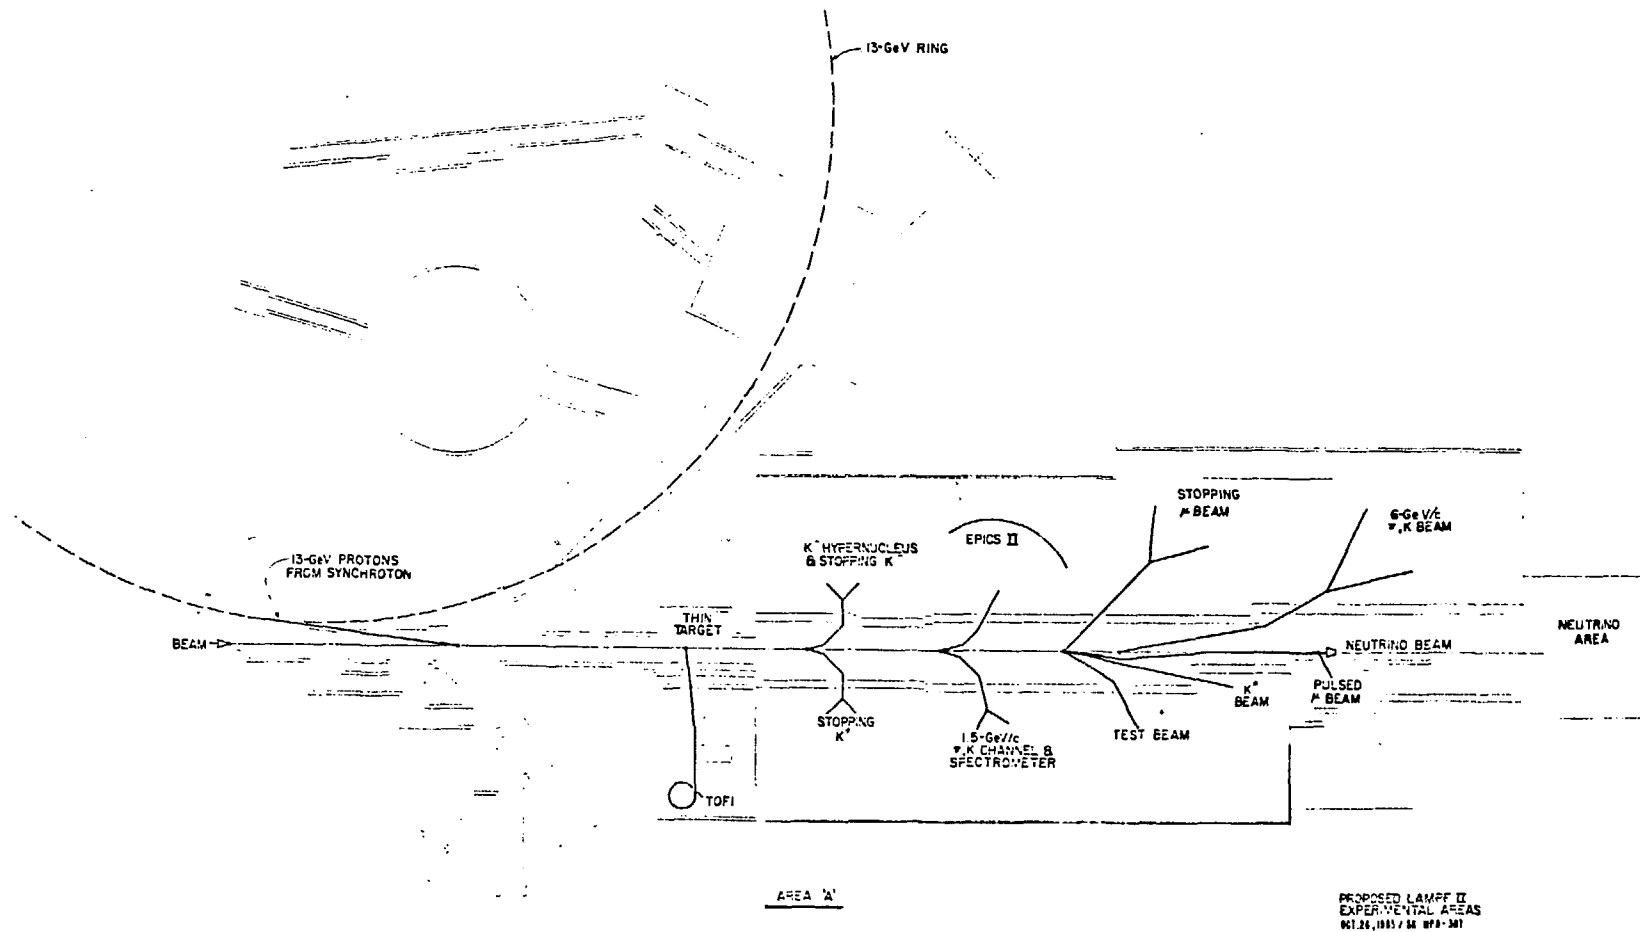 13-GeV RING
STOPPING
μ BEAM
6-GeV/c
π,K BEAM
EPICS II
K⁻ HYPERNUCLEUS
& STOPPING K⁻
13-GeV PROTONS
FROM SYNCHROTON
THIN
TARGET
BEAM
NEUTRINO BEAM
NEUTRINO
AREA
PULSED
μ BEAM
BEAM
STOPPING
K⁺
TEST BEAM
1.5-GeV/c
π,K CHANNEL &
SPECTROMETER
TOFI
AREA 'A'
PROPOSED LAMPF II
EXPERIMENTAL AREAS